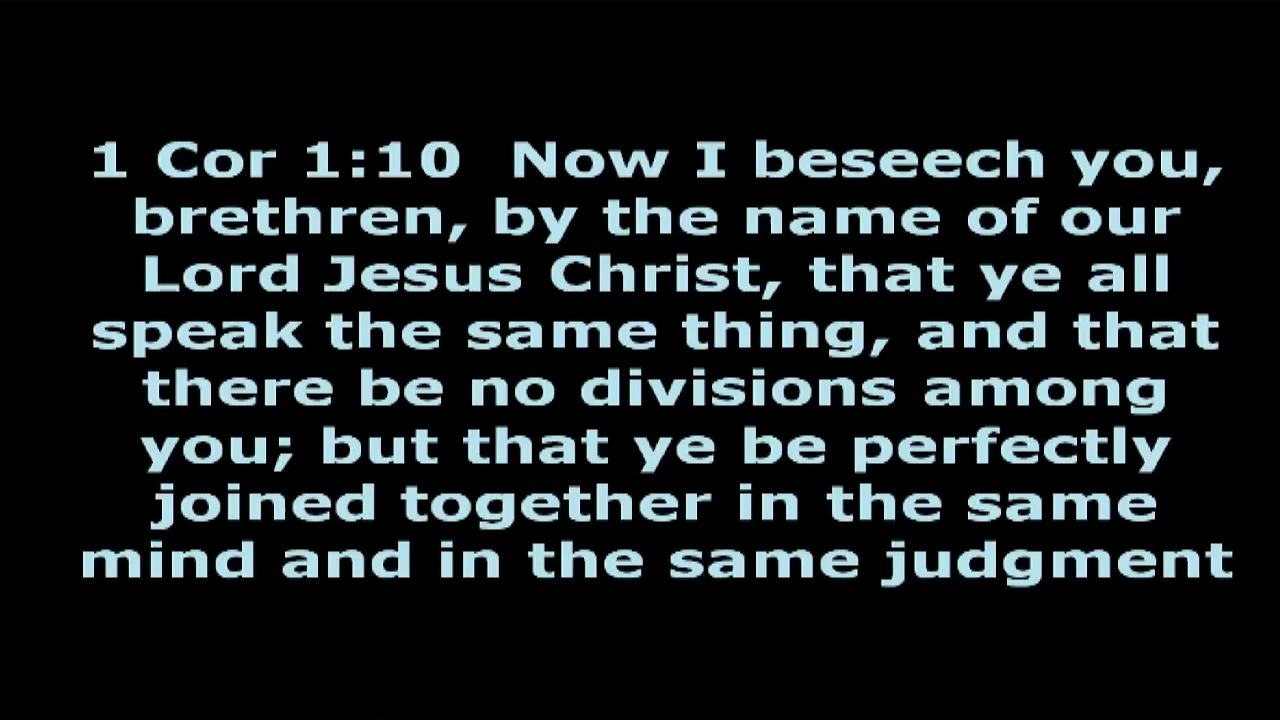 1 Cor 1:10  Now I beseech you,
brethren, by the name of our
Lord Jesus Christ, that ye all
speak the same thing, and that
there be no divisions among
you; but that ye be perfectly
joined together in the same
mind and in the same judgment